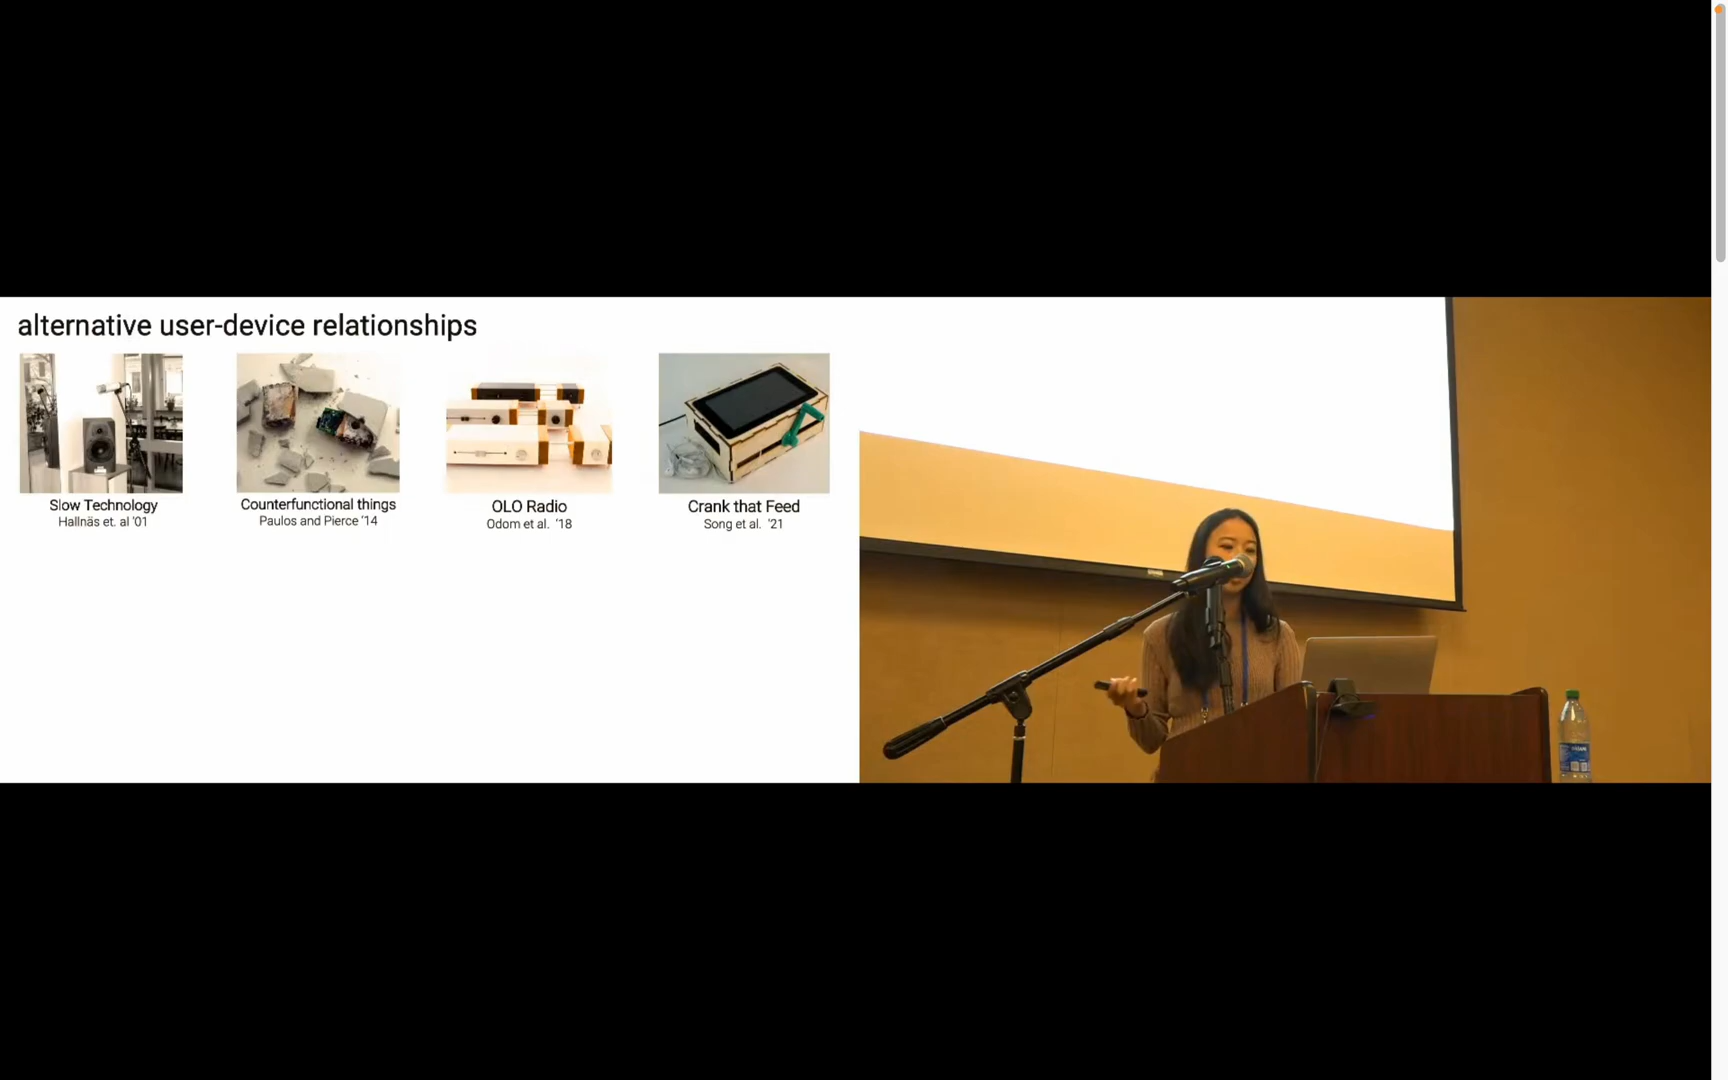 alternative user-device relationships
Slow Technology
Hallnäs et. al '01
Counterfunctional things
Paulos and Pierce '14
OLO Radio
Odom et al. '18
Crank that Feed
Song et al. '21